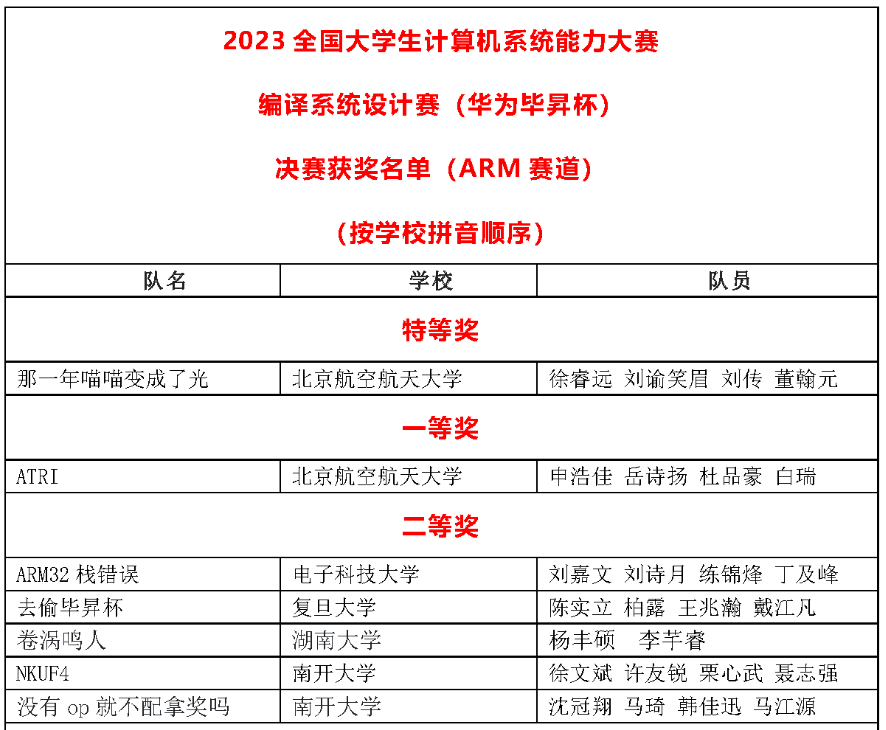 2023 全国大学生计算机系统能力大赛
编译系统设计赛（华为毕昇杯）
决赛获奖名单（ARM 赛道）
（按学校拼音顺序）
队名 学校 队员
特等奖
那一年喵喵变成了光 北京航空航天大学 徐睿远 刘谕笑眉 刘传 董翰元
一等奖
ATRI 北京航空航天大学 申浩佳 岳诗扬 杜品豪 白瑞
二等奖
ARM32 栈错误 电子科技大学 刘嘉文 刘诗月 练锦烽 丁及峰
去偷毕昇杯 复旦大学 陈实立 柏露 王兆瀚 戴江凡
卷涡鸣人 湖南大学 杨丰硕 李芊睿
NKUF4 南开大学 徐文斌 许友锐 栗心武 聂志强
没有 op 就不配拿奖吗 南开大学 沈冠翔 马琦 韩佳迅 马江源